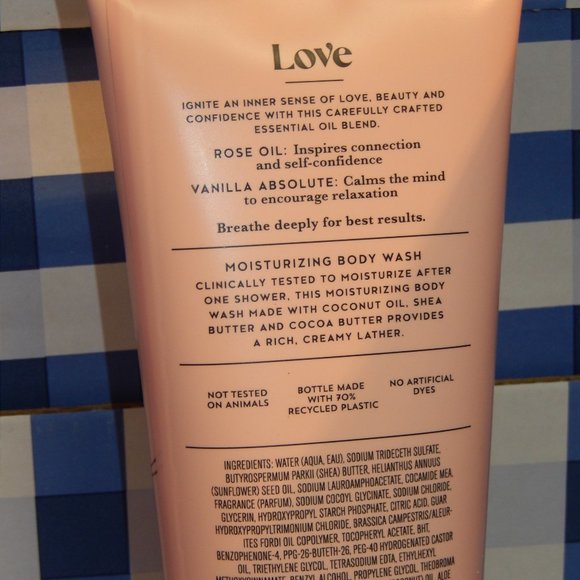 Love
IGNITE AN INNER SENSE OF LOVE, BEAUTY AND
CONFIDENCE WITH THIS CAREFULLY CRAFTED
ESSENTIAL OIL BLEND.
ROSE OIL: Inspires connection
and self-confidence
VANILLA ABSOLUTE: Calms the mind
to encourage relaxation
Breathe deeply for best results.
MOISTURIZING BODY WASH
CLINICALLY TESTED TO MOISTURIZE AFTER
ONE SHOWER, THIS MOISTURIZING BODY
WASH MADE WITH COCONUT OIL, SHEA
BUTTER AND COCOA BUTTER PROVIDES
A RICH, CREAMY LATHER.
NOT TESTED
ON ANIMALS
BOTTLE MADE
WITH 70%
RECYCLED PLASTIC
NO ARTIFICIAL
DYES
INGREDIENTS: WATER (AQUA, EAU), SODIUM TRIDECETH SULFATE,
BUTYROSPERMUM PARKII (SHEA) BUTTER, HELIANTHUS ANNUUS
(SUNFLOWER) SEED OIL, SODIUM LAUROAMPHOACETATE, COCAMIDE MEA,
FRAGRANCE (PARFUM), SODIUM COCOYL GLYCINATE, SODIUM CHLORIDE,
GLYCERIN, HYDROXYPROPYL STARCH PHOSPHATE, CITRIC ACID, GUAR
HYDROXYPROPYLTRIMONIUM CHLORIDE, BRASSICA CAMPESTRIS/ALEUR-
ITES FORDI OIL COPOLYMER, TOCOPHERYL ACETATE, BHT,
BENZOPHENONE-4, PPG-26-BUTETH-26, PEG-40 HYDROGENATED CASTOR
OIL, TRIETHYLENE GLYCOL, TETRASODIUM EDTA, ETHYLHEXYL
METHOXYCINNAMATE, BENZYL ALCOHOL, PROPYLENE GLYCOL, THEOBROMA